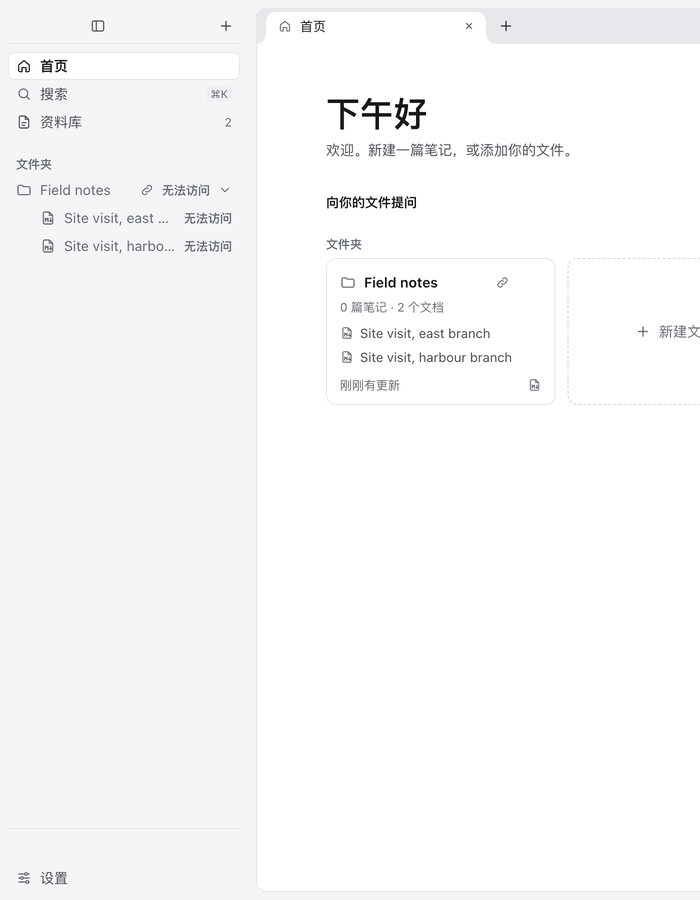 首页
搜索 ⌘K
资料库 2
文件夹
Field notes 无法访问
Site visit, east ... 无法访问
Site visit, harbo... 无法访问
设置
首页
下午好
欢迎。新建一篇笔记，或添加你的文件。
向你的文件提问
文件夹
Field notes
0 篇笔记 · 2 个文档
Site visit, east branch
Site visit, harbour branch
刚刚有更新
新建文